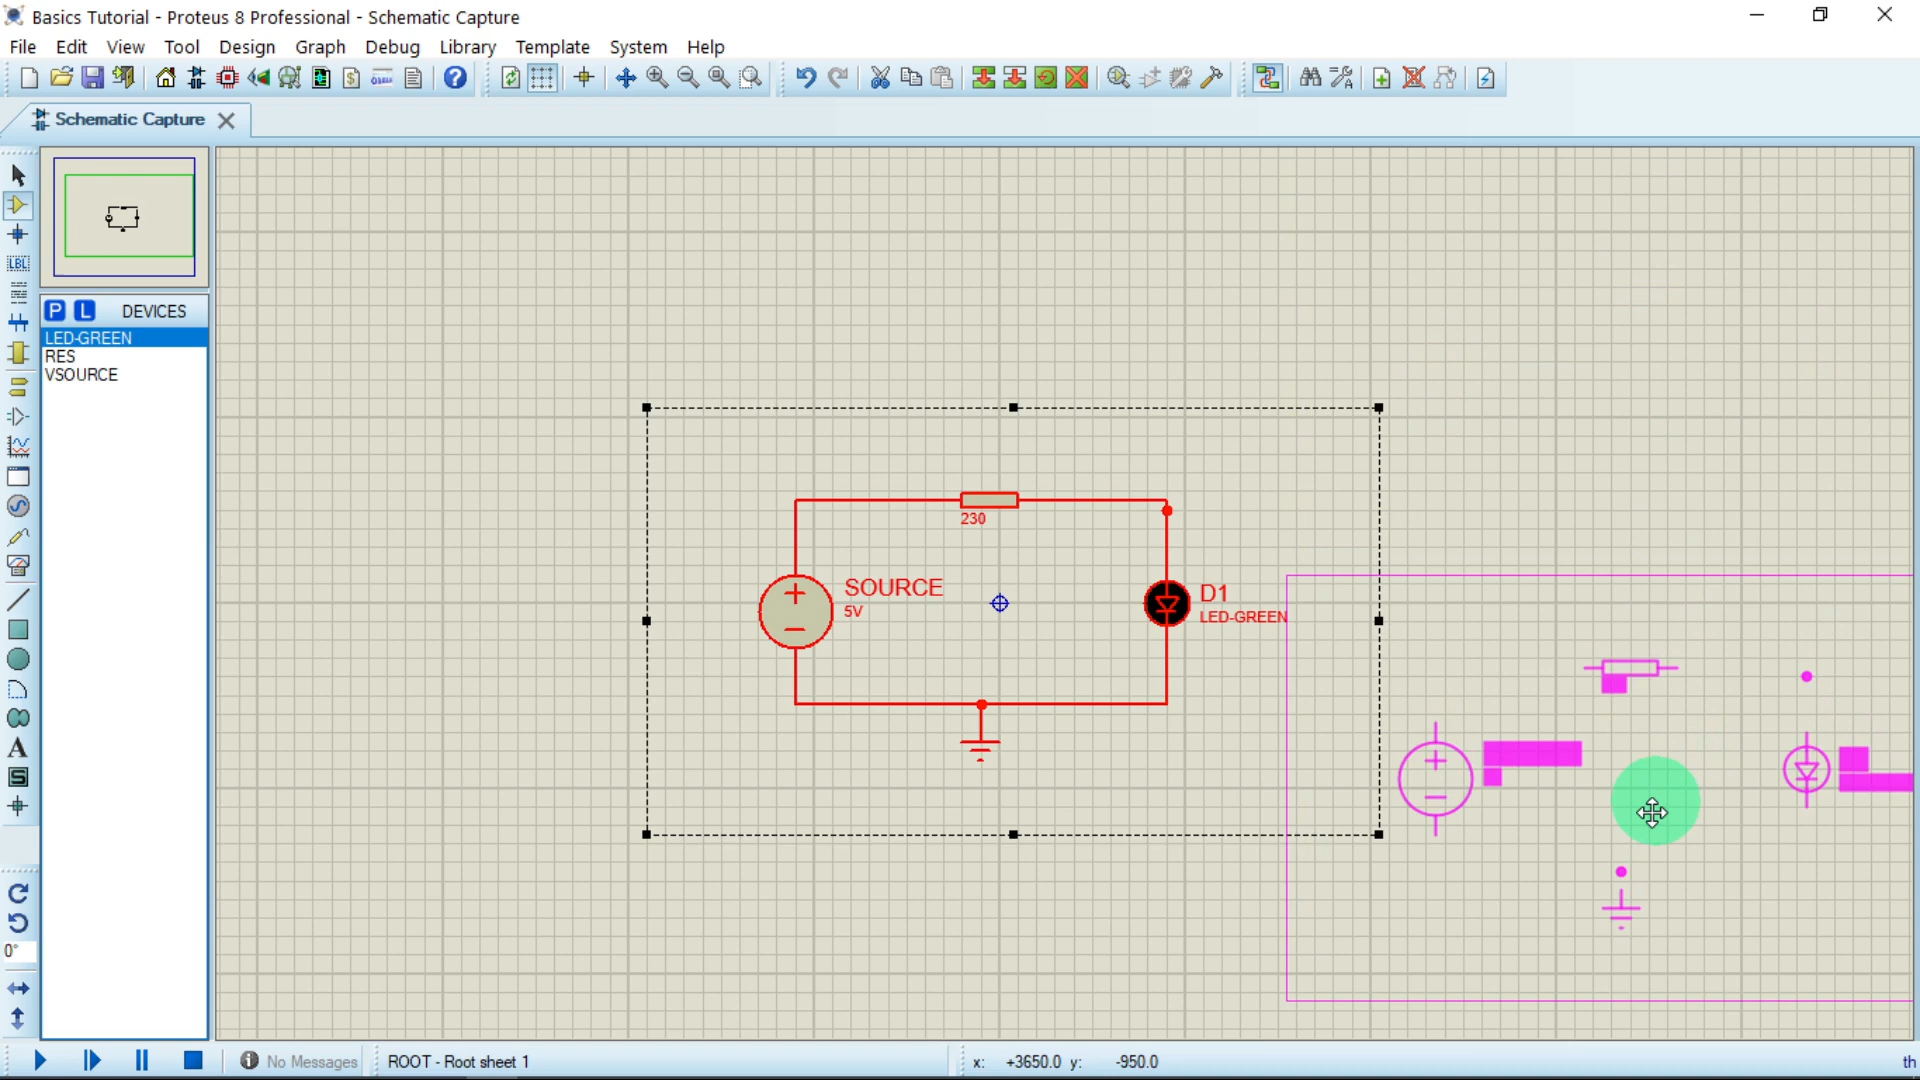 Basics Tutorial - Proteus 8 Professional - Schematic Capture
File Edit View Tool Design Graph Debug Library Template System Help
Schematic Capture
LBL
P L DEVICES
LED-GREEN
RES
VSOURCE
230
SOURCE
5V
D1
LED-GREEN
A
S
0°
No Messages ROOT - Root sheet 1 x: +3650.0 y: -950.0 th